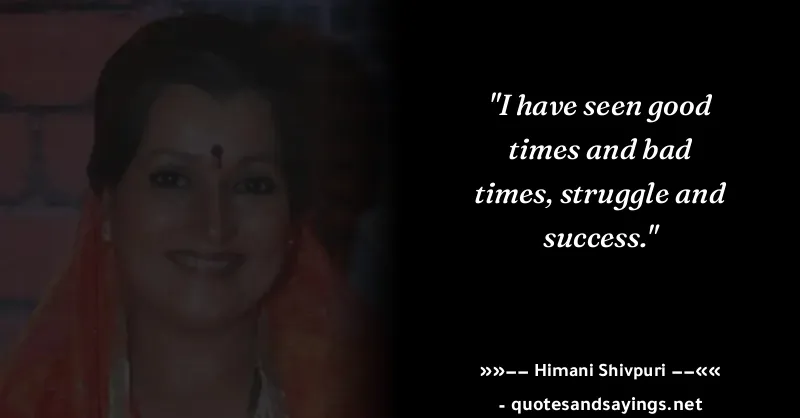 "I have seen good
times and bad
times, struggle and
success."
»»−− Himani Shivpuri −−««
- quotesandsayings.net